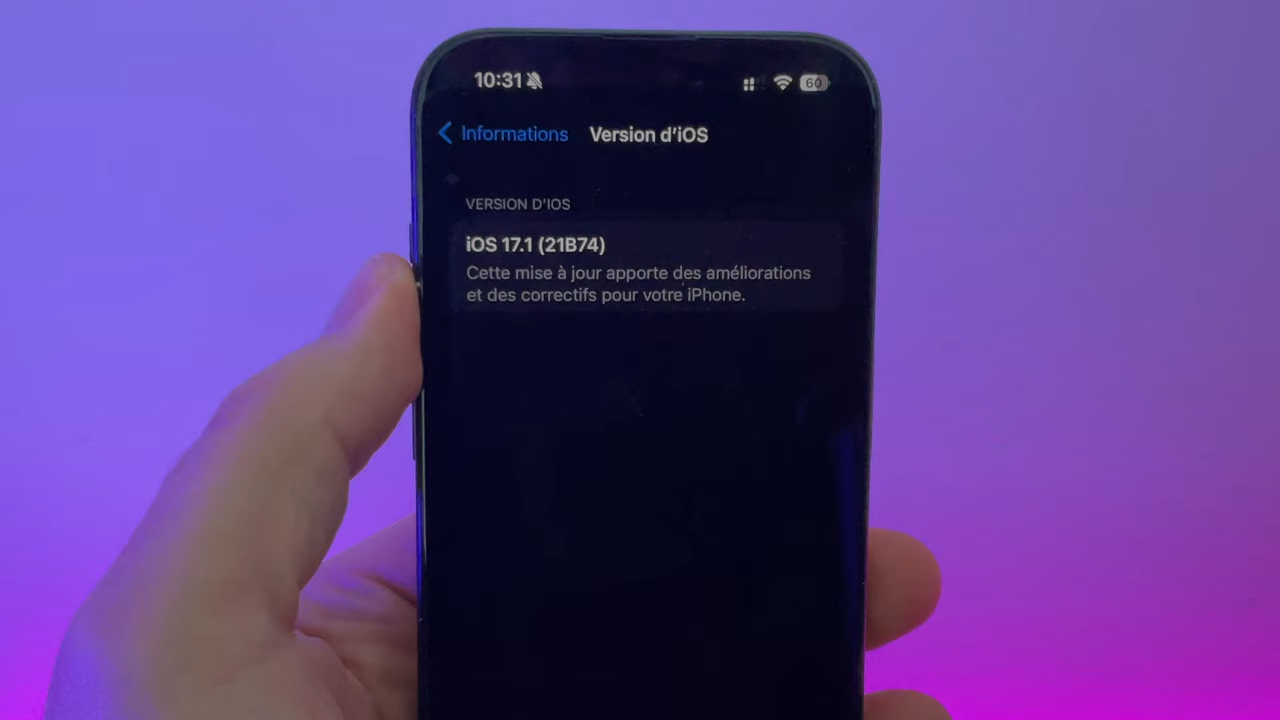 10:31
60
Informations
Version d'iOS
VERSION D'IOS
iOS 17.1 (21B74)
Cette mise à jour apporte des améliorations
et des correctifs pour votre iPhone.